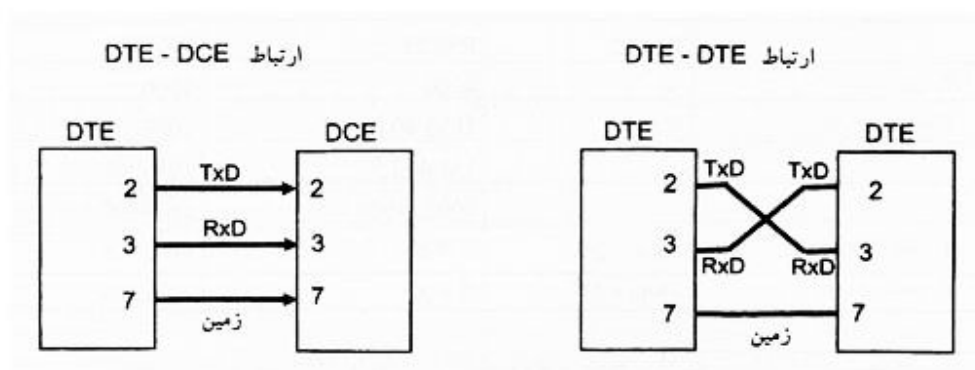 ارتباط DTE - DCE
DTE DCE
2 TxD 2
3 RxD 3
7 7
زمین
ارتباط DTE - DTE
DTE DTE
2 TxD TxD 2
3 RxD RxD 3
7 7
زمین